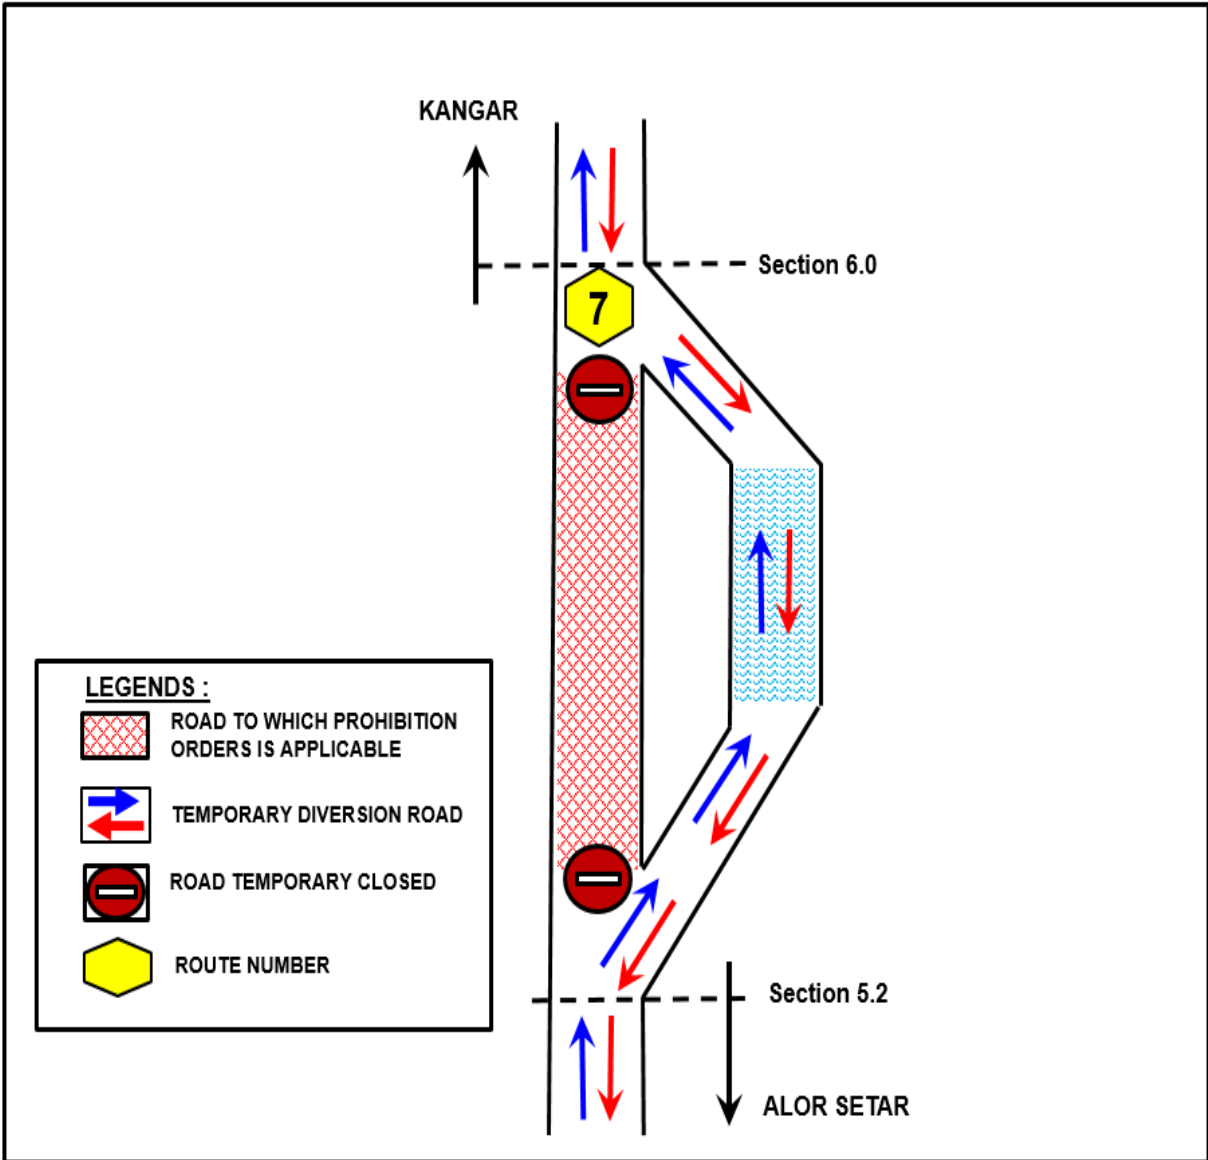 KANGAR
Section 6.0
7
LEGENDS :
ROAD TO WHICH PROHIBITION
ORDERS IS APPLICABLE
TEMPORARY DIVERSION ROAD
ROAD TEMPORARY CLOSED
ROUTE NUMBER
Section 5.2
ALOR SETAR